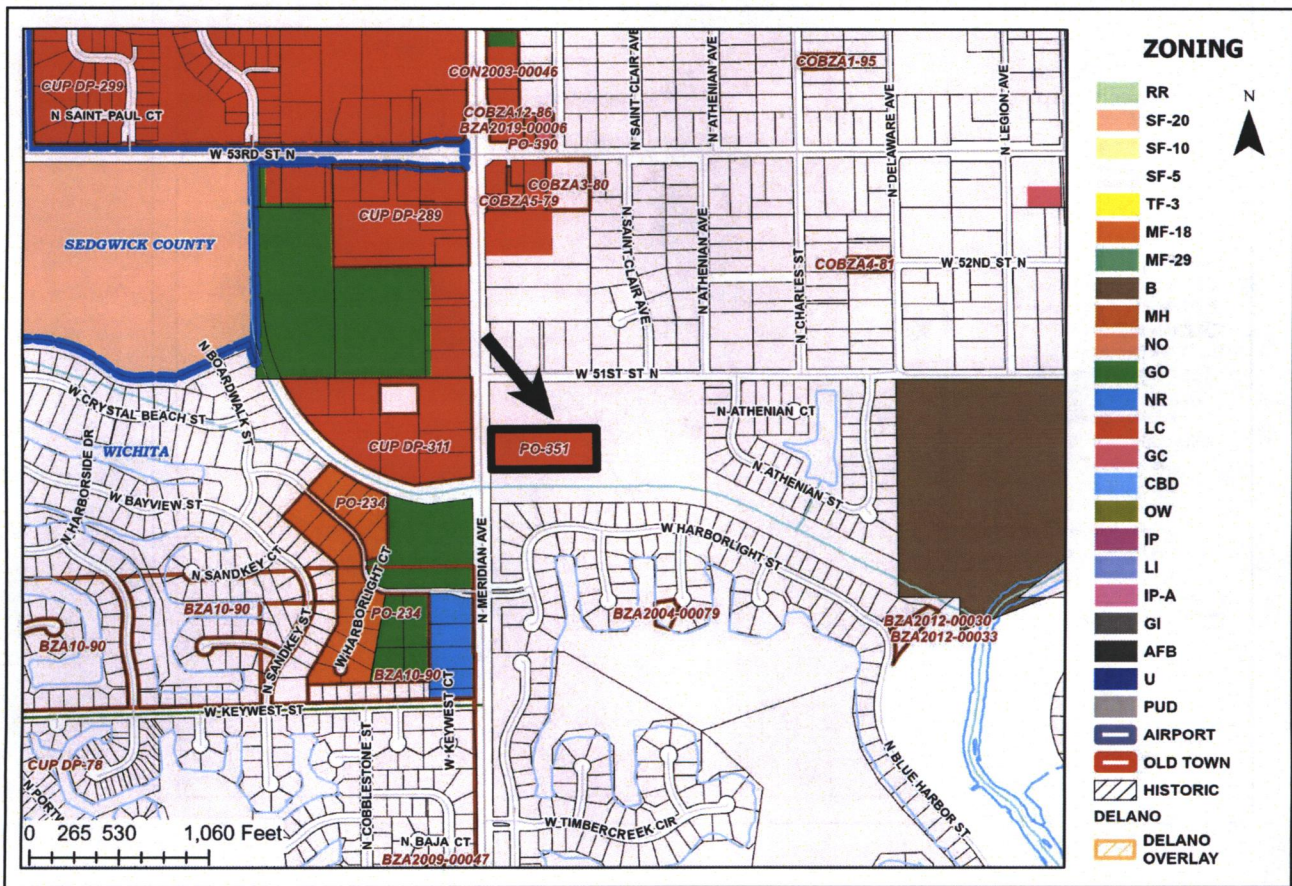 ZONING
N
RR
SF-20
SF-10
SF-5
TF-3
MF-18
MF-29
B
MH
NO
GO
NR
LC
GC
CBD
OW
IP
LI
IP-A
GI
AFB
U
PUD
AIRPORT
OLD TOWN
HISTORIC
DELANO
DELANO
OVERLAY
CUP DP-299
N SAINT PAUL CT
W 53RD ST N
CON2003-00046
COBZA12-86
BZA2019-00006
PO-390
N SAINT CLAIR AVE
N ATHENIAN AVE
COBZA1-95
N DELAWARE AVE
N LEGION AVE
COBZA3-80
COBZA5-79
CUP DP-289
SEDGWICK COUNTY
N SAINT CLAIR AVE
N ATHENIAN AVE
N CHARLES ST
COBZA4-81
W 52ND ST N
N BOARDWALK ST
W CRYSTAL BEACH ST
W 51ST ST N
N ATHENIAN CT
CUP DP-311
PO-351
WICHITA
N HARBORSIDE DR
W BAYVIEW ST
N ATHENIAN ST
PO-234
N SANDKEY CT
W HARBORLIGHT CT
N MERIDIAN AVE
W HARBORLIGHT ST
BZA10-90
BZA10-90
N SANDKEY ST
PO-234
BZA2004-00079
BZA2012-00030
BZA2012-00033
BZA10-90
W KEYWEST ST
W KEYWEST CT
CUP DP-78
N COBBLESTONE ST
N BLUE HARBOR ST
W TIMBERCREEK CIR
N BAJA CT
BZA2009-00047
0 265 530 1,060 Feet